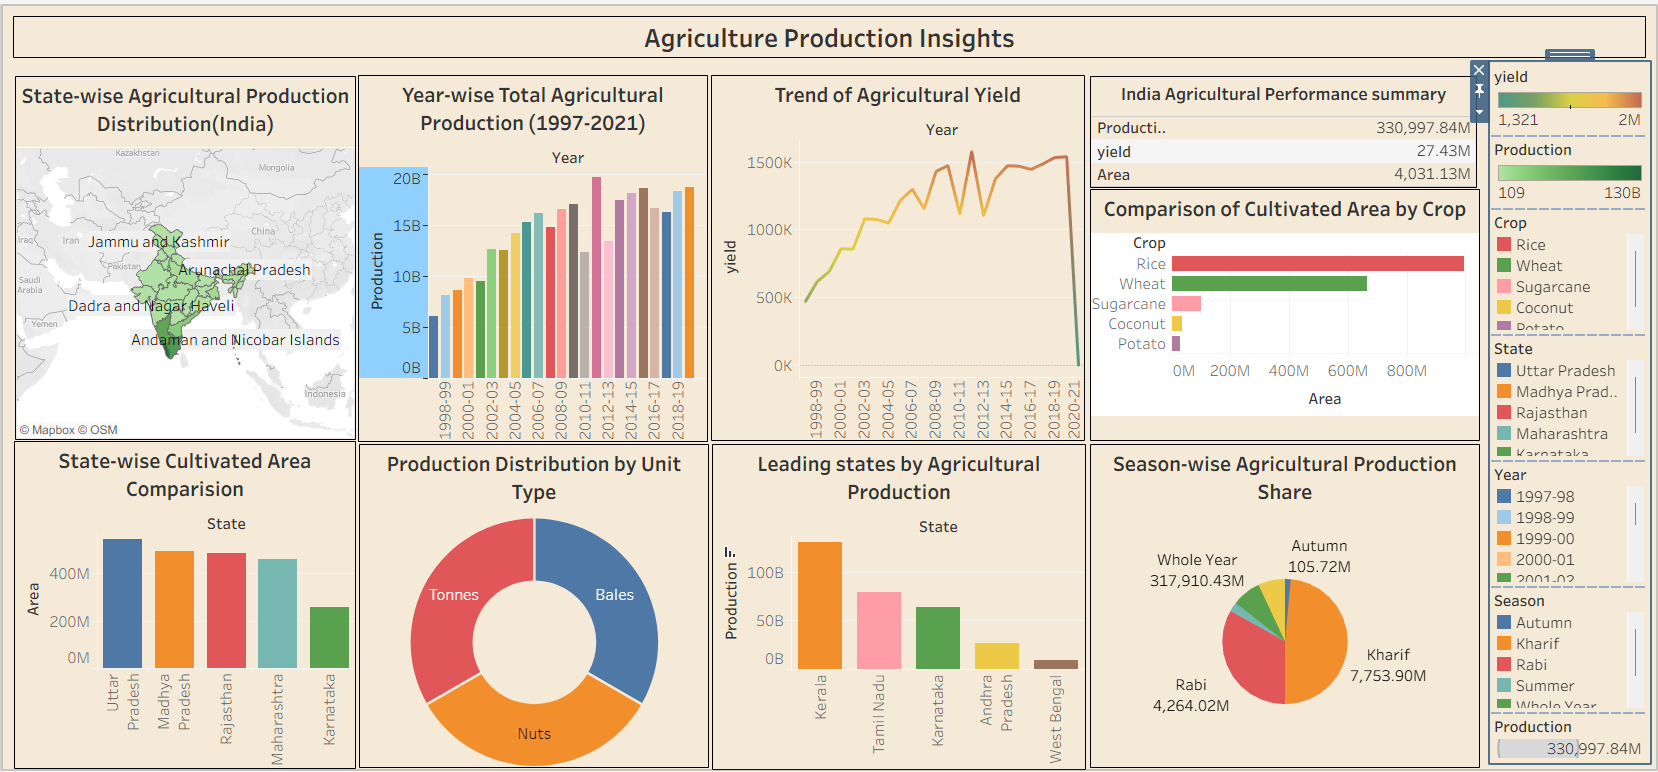 Agriculture Production Insights
State-wise Agricultural Production
Distribution(India)
Kazakhstan
Mongolia
Iraq
Iran
China
Jammu and Kashmir
Pakistan
Arunachal Pradesh
Saudi
Arabia
Dadra and Nagar Haveli
Yemen
Andaman and Nicobar Islands
Indonesia
© Mapbox © OSM
Year-wise Total Agricultural
Production (1997-2021)
Year
Production
20B
15B
10B
5B
0B
1998-99
2000-01
2002-03
2004-05
2006-07
2008-09
2010-11
2012-13
2014-15
2016-17
2018-19
Trend of Agricultural Yield
Year
yield
1500K
1000K
500K
0K
1998-99
2000-01
2002-03
2004-05
2006-07
2008-09
2010-11
2012-13
2014-15
2016-17
2018-19
2020-21
India Agricultural Performance summary
Producti.. 330,997.84M
yield 27.43M
Area 4,031.13M
Comparison of Cultivated Area by Crop
Crop
Rice
Wheat
Sugarcane
Coconut
Potato
0M 200M 400M 600M 800M
Area
State-wise Cultivated Area
Comparision
State
Area
400M
200M
0M
Uttar
Pradesh
Madhya
Pradesh
Rajasthan
Maharashtra
Karnataka
Production Distribution by Unit
Type
Tonnes
Bales
Nuts
Leading states by Agricultural
Production
State
Production
100B
50B
0B
Kerala
Tamil Nadu
Karnataka
Andhra
Pradesh
West Bengal
Season-wise Agricultural Production
Share
Autumn
105.72M
Whole Year
317,910.43M
Kharif
7,753.90M
Rabi
4,264.02M
yield
1,321 2M
Production
109 130B
Crop
Rice
Wheat
Sugarcane
Coconut
Potato
State
Uttar Pradesh
Madhya Prad..
Rajasthan
Maharashtra
Karnataka
Year
1997-98
1998-99
1999-00
2000-01
2001-02
Season
Autumn
Kharif
Rabi
Summer
Whole Year
Production
330,997.84M